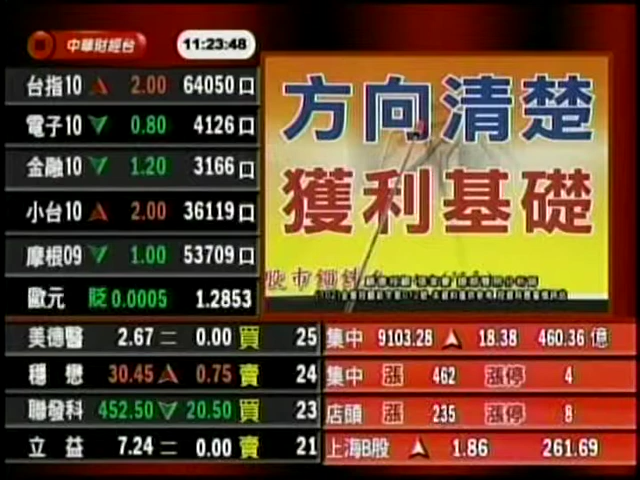 中華財經台 11:23:48
台指10 2.00 64050口
電子10 0.80 4126口
金融10 1.20 3166口
小台10 2.00 36119口
摩根09 1.00 53709口
歐元 貶 0.0005 1.2853
方向清楚
獲利基礎
美德醫 2.67 0.00 買 25
穩懋 30.45 0.75 賣 24
聯發科 452.50 20.50 買 23
立益 7.24 0.00 賣 21
集中 9103.28 18.38 460.36 億
集中 漲 462 漲停 4
店頭 漲 235 漲停 8
上海B股 1.86 261.69